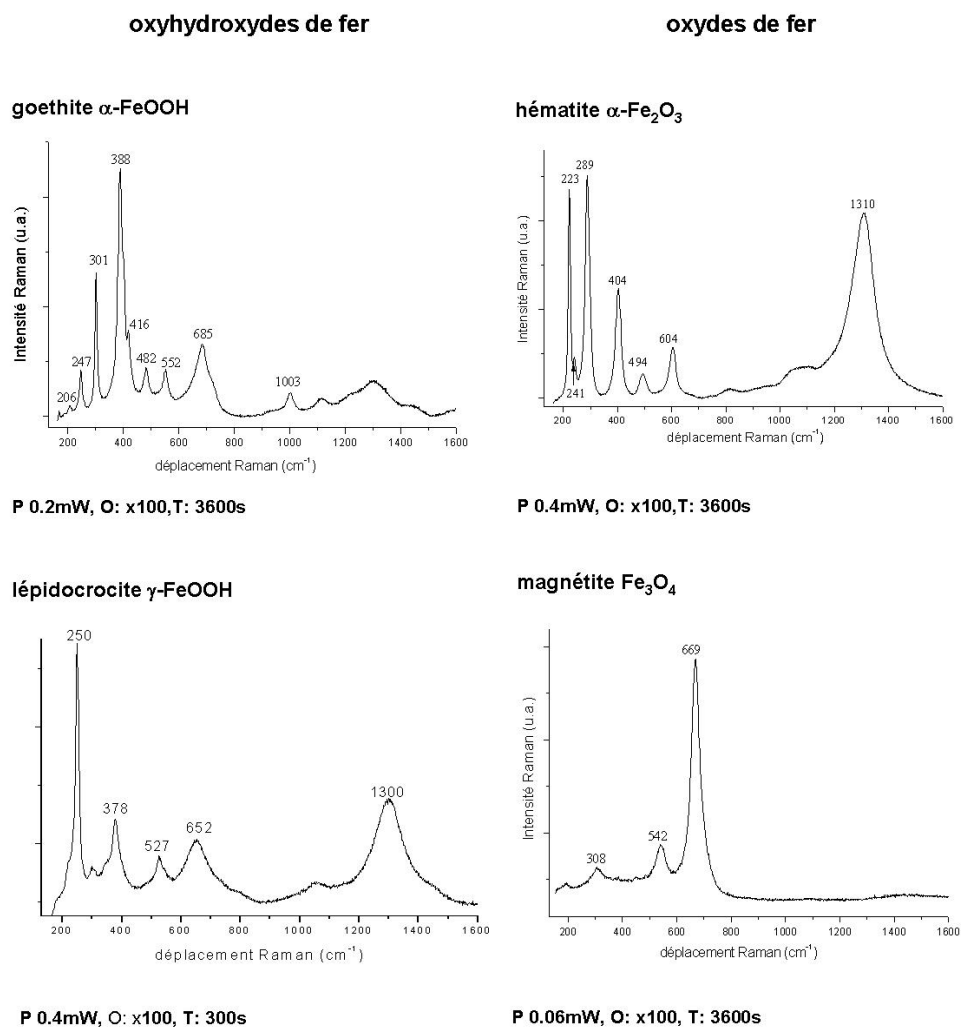 oxyhydroxydes de fer
oxydes de fer
goethite α-FeOOH
388
301
416
685
247
482
552
206
1003
Intensité Raman (u.a.)
200 400 600 800 1000 1200 1400 1600
déplacement Raman (cm⁻¹)
P 0.2mW, O: x100,T: 3600s
hématite α-Fe₂O₃
289
223
1310
404
604
494
241
Intensité Raman (u.a.)
200 400 600 800 1000 1200 1400 1600
déplacement Raman (cm⁻¹)
P 0.4mW, O: x100,T: 3600s
lépidocrocite γ-FeOOH
250
1300
378
652
527
200 400 600 800 1000 1200 1400 1600
déplacement Raman (cm⁻¹)
P 0.4mW, O: x100, T: 300s
magnétite Fe₃O₄
669
542
308
Intensité Raman (u.a.)
200 400 600 800 1000 1200 1400 1600
déplacement Raman (cm⁻¹)
P 0.06mW, O: x100, T: 3600s